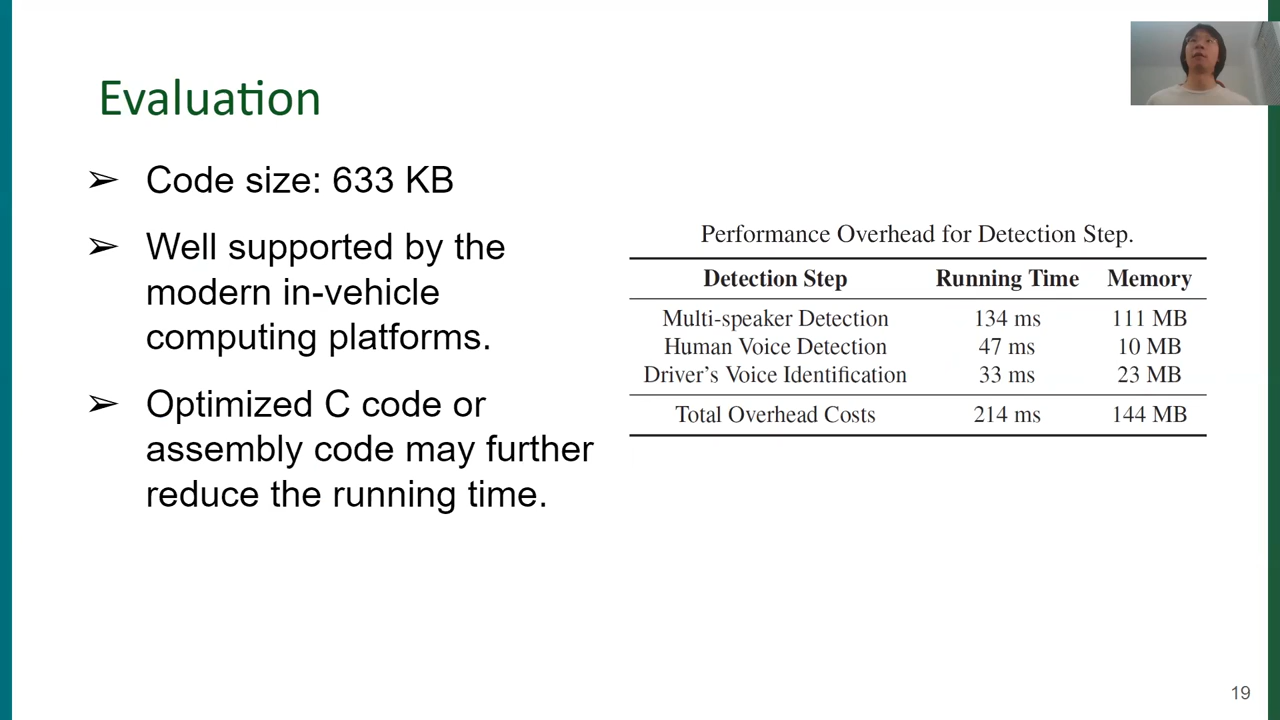 Evaluation
➢ Code size: 633 KB
➢ Well supported by the
modern in-vehicle
computing platforms.
➢ Optimized C code or
assembly code may further
reduce the running time.
Performance Overhead for Detection Step.
Detection Step Running Time Memory
Multi-speaker Detection 134 ms 111 MB
Human Voice Detection 47 ms 10 MB
Driver's Voice Identification 33 ms 23 MB
Total Overhead Costs 214 ms 144 MB
19